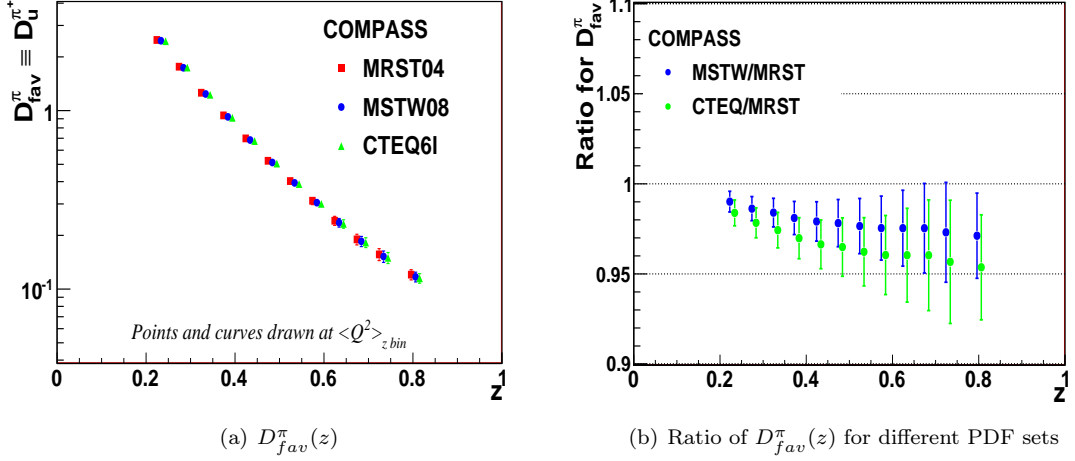 D^π_fav ≡ D^π+_u
COMPASS
MRST04
MSTW08
CTEQ6l
1
10^-1
Points and curves drawn at <Q²>_z bin
0 0.2 0.4 0.6 0.8 1
z
(a) D^π_fav(z)
Ratio for D^π_fav
COMPASS
MSTW/MRST
CTEQ/MRST
1.1
1.05
1
0.95
0.9
0 0.2 0.4 0.6 0.8 1
z
(b) Ratio of D^π_fav(z) for different PDF sets